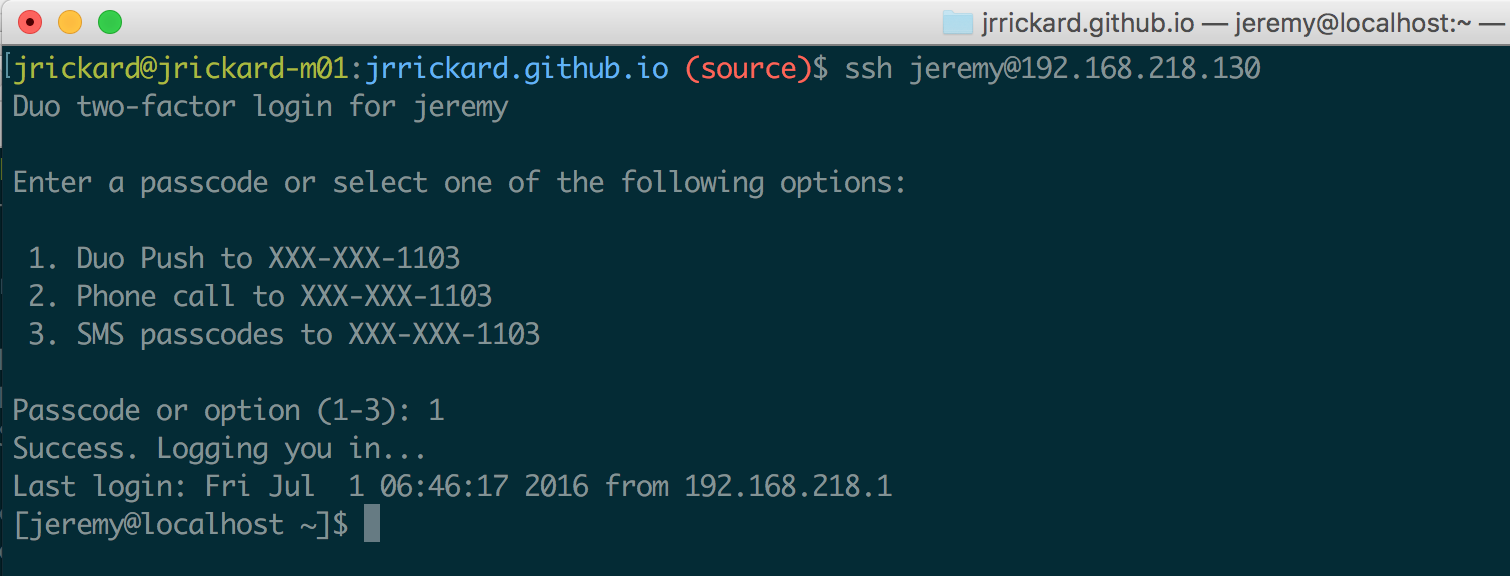 jrrickard.github.io — jeremy@localhost:~ —
[jrickard@jrickard-m01:jrrickard.github.io (source)$ ssh jeremy@192.168.218.130
Duo two-factor login for jeremy
Enter a passcode or select one of the following options:
1. Duo Push to XXX-XXX-1103
2. Phone call to XXX-XXX-1103
3. SMS passcodes to XXX-XXX-1103
Passcode or option (1-3): 1
Success. Logging you in...
Last login: Fri Jul  1 06:46:17 2016 from 192.168.218.1
[jeremy@localhost ~]$